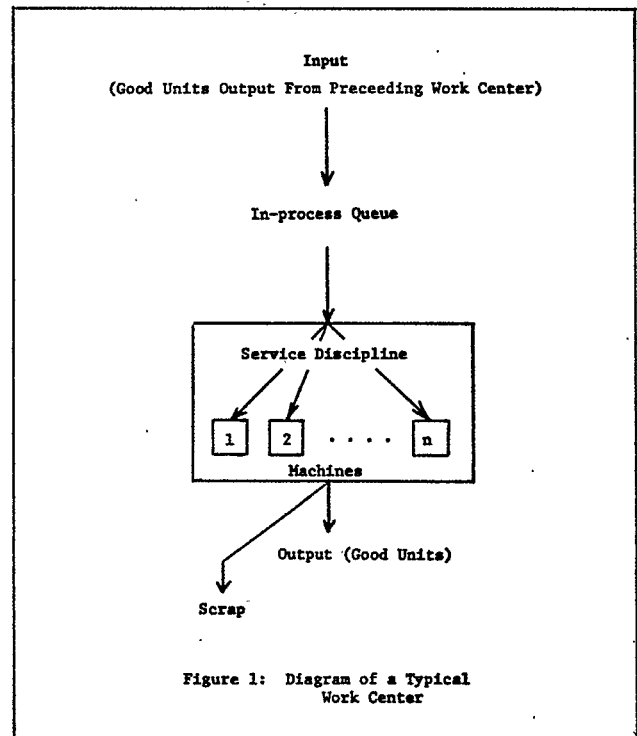 Input
(Good Units Output From Preceeding Work Center)
In-process Queue
Service Discipline
1 2 .... n
Machines
Output (Good Units)
Scrap
Figure 1: Diagram of a Typical
Work Center